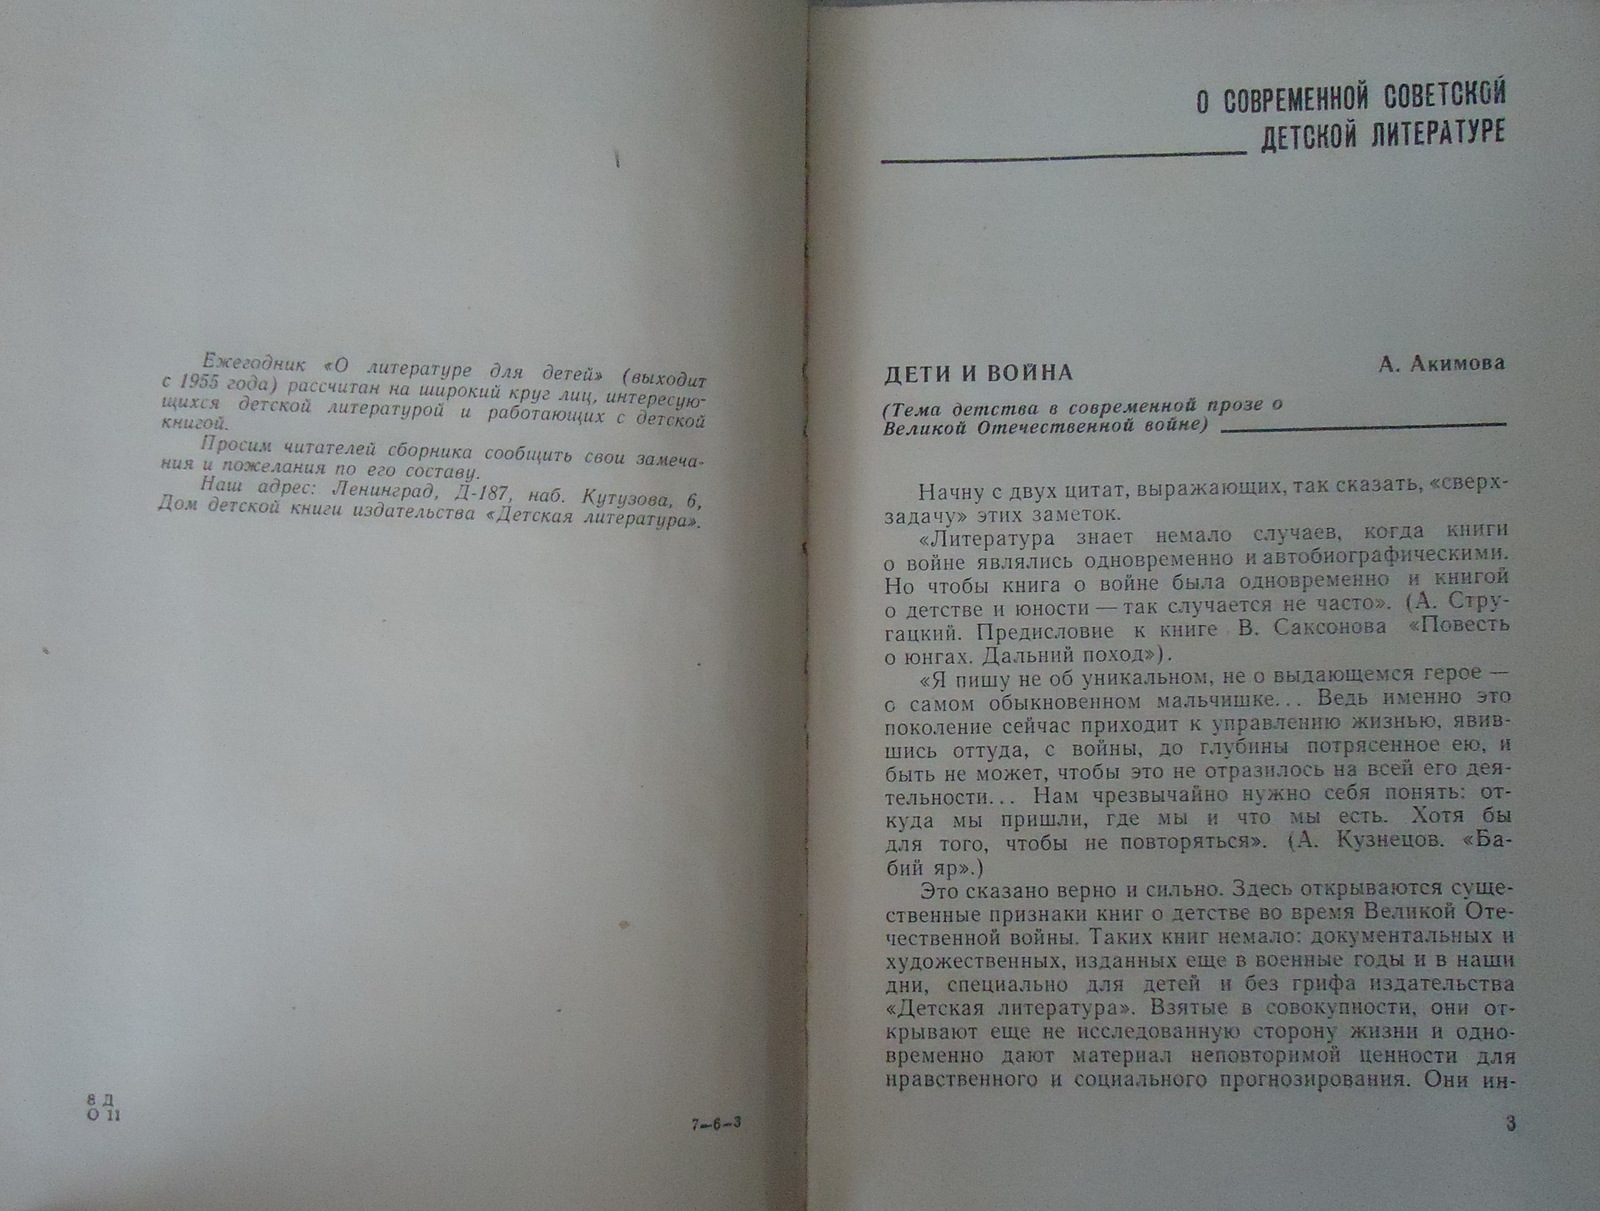 Ежегодник «О литературе для детей» (выходит
с 1955 года) рассчитан на широкий круг лиц, интересую-
щихся детской литературой и работающих с детской
книгой.
Просим читателей сборника сообщить свои замеча-
ния и пожелания по его составу.
Наш адрес: Ленинград, Д-187, наб. Кутузова, 6,
Дом детской книги издательства «Детская литература».
8 Д
О 11
7—6—3
О СОВРЕМЕННОЙ СОВЕТСКОЙ
ДЕТСКОЙ ЛИТЕРАТУРЕ
ДЕТИ И ВОЙНА
А. Акимова
(Тема детства в современной прозе о
Великой Отечественной войне)
Начну с двух цитат, выражающих, так сказать, «сверх-
задачу» этих заметок.
«Литература знает немало случаев, когда книги
о войне являлись одновременно и автобиографическими.
Но чтобы книга о войне была одновременно и книгой
о детстве и юности — так случается не часто». (А. Стру-
гацкий. Предисловие к книге В. Саксонова «Повесть
о юнгах. Дальний поход»).
«Я пишу не об уникальном, не о выдающемся герое —
о самом обыкновенном мальчишке... Ведь именно это
поколение сейчас приходит к управлению жизнью, явив-
шись оттуда, с войны, до глубины потрясенное ею, и
быть не может, чтобы это не отразилось на всей его дея-
тельности... Нам чрезвычайно нужно себя понять: от-
куда мы пришли, где мы и что мы есть. Хотя бы
для того, чтобы не повторяться». (А. Кузнецов. «Ба-
бий яр».)
Это сказано верно и сильно. Здесь открываются суще-
ственные признаки книг о детстве во время Великой Оте-
чественной войны. Таких книг немало: документальных и
художественных, изданных еще в военные годы и в наши
дни, специально для детей и без грифа издательства
«Детская литература». Взятые в совокупности, они от-
крывают еще не исследованную сторону жизни и одно-
временно дают материал неповторимой ценности для
нравственного и социального прогнозирования. Они ин-
3